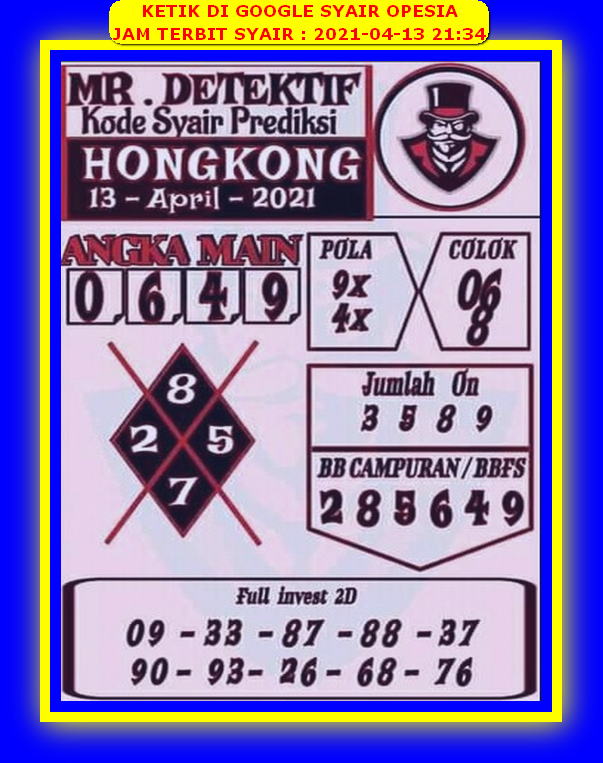 KETIK DI GOOGLE SYAIR OPESIA
JAM TERBIT SYAIR : 2021-04-13 21:34
MR . DETEKTIF
Kode Syair Prediksi
HONGKONG
13 - April - 2021
ANGKA MAIN
0 6 4 9
POLA
9x
4x
COLOK
06
8
8
2 5
7
Jumlah On
3 5 8 9
BB CAMPURAN / BBFS
2 8 5 6 4 9
Full invest 2D
09 - 33 - 87 - 88 - 37
90 - 93 - 26 - 68 - 76